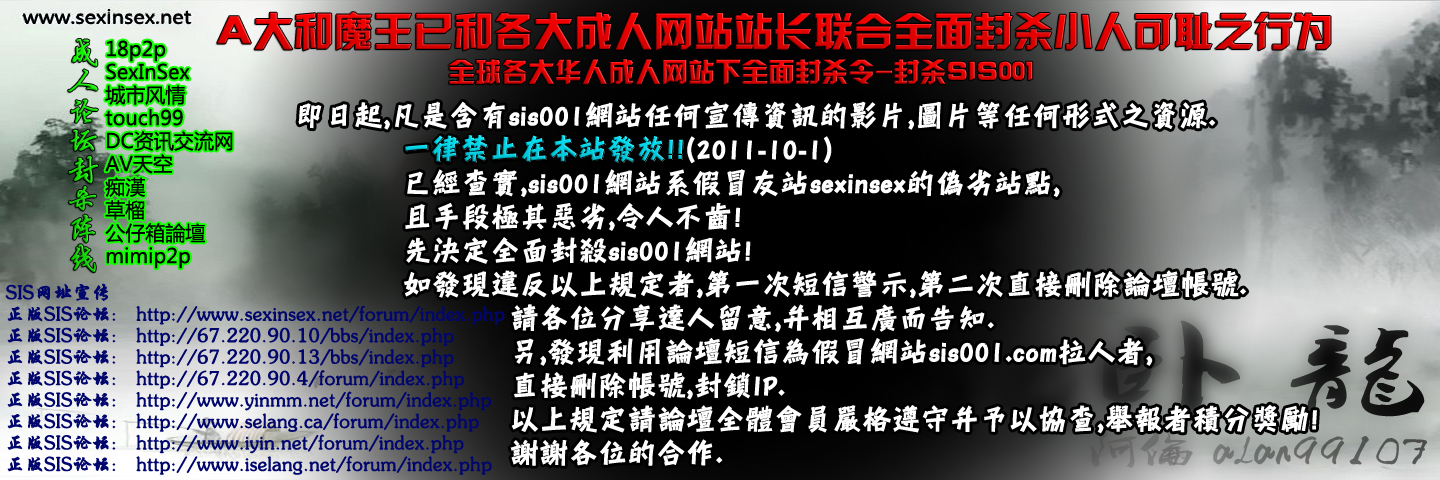 www.sexinsex.net
A大和魔王已和各大成人网站站长联合全面封杀小人可耻之行为
全球各大华人成人网站下全面封杀令-封杀SIS001
成人论坛封杀阵线
18p2p
SexInSex
城市风情
touch99
DC资讯交流网
AV天空
痴漢
草榴
公仔箱論壇
mimip2p
即日起,凡是含有sis001網站任何宣傳資訊的影片,圖片等任何形式之資源.
一律禁止在本站發放!!(2011-10-1)
已經查實,sis001網站系假冒友站sexinsex的偽劣站點,
且手段極其惡劣,令人不齒!
先決定全面封殺sis001網站!
如發現違反以上規定者,第一次短信警示,第二次直接刪除論壇帳號.
請各位分享達人留意,并相互廣而告知.
另,發現利用論壇短信為假冒網站sis001.com拉人者,
直接刪除帳號,封鎖IP.
以上規定請論壇全體會員嚴格遵守并予以協查,舉報者積分獎勵!
謝謝各位的合作.
SIS网址宣传
正版SIS论坛: http://www.sexinsex.net/forum/index.php
正版SIS论坛: http://67.220.90.10/bbs/index.php
正版SIS论坛: http://67.220.90.13/bbs/index.php
正版SIS论坛: http://67.220.90.4/forum/index.php
正版SIS论坛: http://www.yinmm.net/forum/index.php
正版SIS论坛: http://www.selang.ca/forum/index.php
正版SIS论坛: http://www.iyin.net/forum/index.php
正版SIS论坛: http://www.iselang.net/forum/index.php
卧龍
阿倫 alan99107